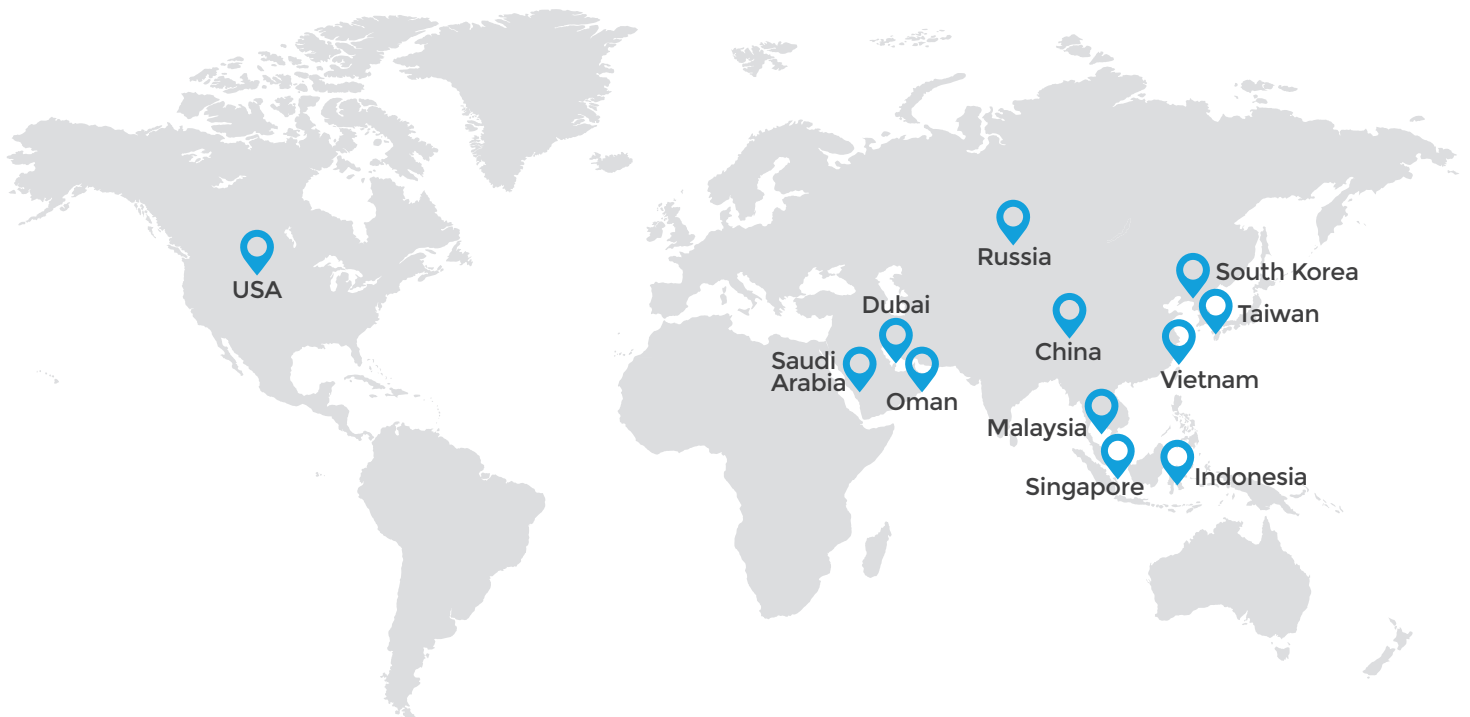 USA
Russia
South Korea
Dubai
Taiwan
China
Saudi
Arabia
Vietnam
Oman
Malaysia
Indonesia
Singapore